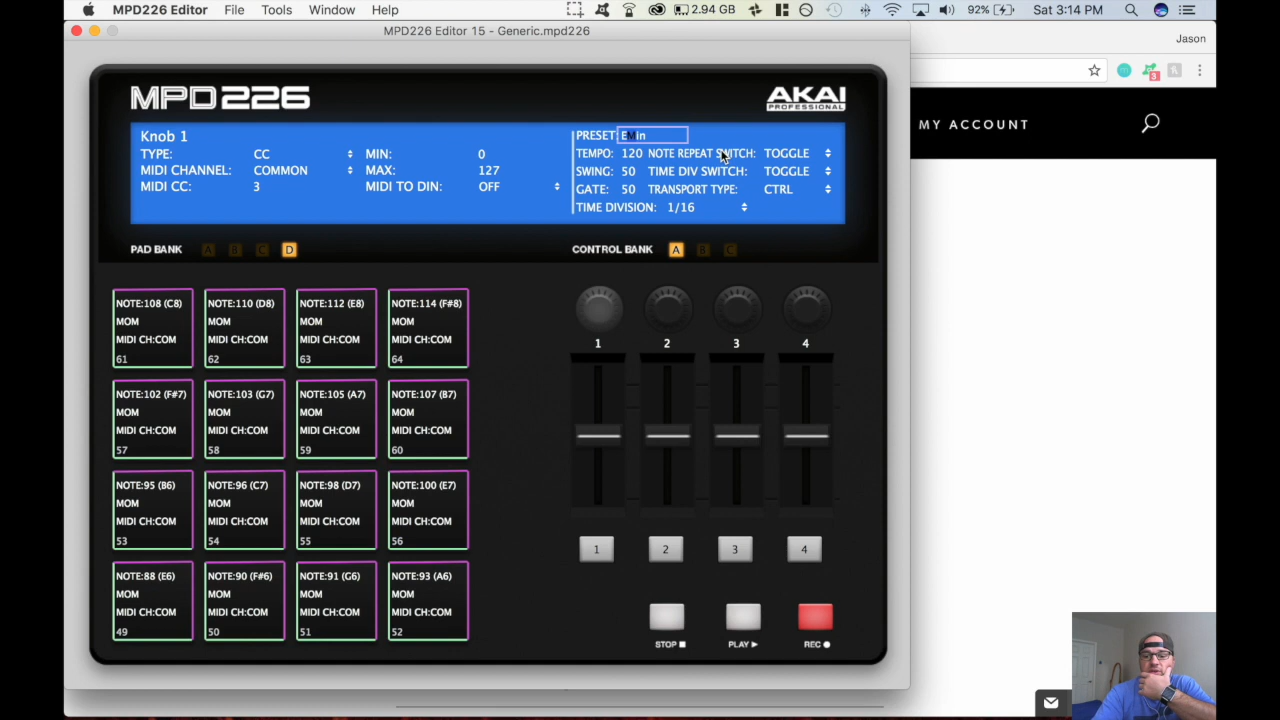 MPD226 Editor File Tools Window Help 2.94 GB 92% Sat 3:14 PM
MPD226 Editor 15 - Generic.mpd226
Jason
MY ACCOUNT
MPD226
AKAI
PROFESSIONAL
Knob 1
TYPE: CC MIN: 0
MIDI CHANNEL: COMMON MAX: 127
MIDI CC: 3 MIDI TO DIN: OFF
PRESET: EMin
TEMPO: 120 NOTE REPEAT SWITCH: TOGGLE
SWING: 50 TIME DIV SWITCH: TOGGLE
GATE: 50 TRANSPORT TYPE: CTRL
TIME DIVISION: 1/16
PAD BANK A B C D
CONTROL BANK A B C
NOTE:108 (C8) NOTE:110 (D8) NOTE:112 (E8) NOTE:114 (F#8)
MOM MOM MOM MOM
MIDI CH:COM MIDI CH:COM MIDI CH:COM MIDI CH:COM
61 62 63 64
NOTE:102 (F#7) NOTE:103 (G7) NOTE:105 (A7) NOTE:107 (B7)
MOM MOM MOM MOM
MIDI CH:COM MIDI CH:COM MIDI CH:COM MIDI CH:COM
57 58 59 60
NOTE:95 (B6) NOTE:96 (C7) NOTE:98 (D7) NOTE:100 (E7)
MOM MOM MOM MOM
MIDI CH:COM MIDI CH:COM MIDI CH:COM MIDI CH:COM
53 54 55 56
NOTE:88 (E6) NOTE:90 (F#6) NOTE:91 (G6) NOTE:93 (A6)
MOM MOM MOM MOM
MIDI CH:COM MIDI CH:COM MIDI CH:COM MIDI CH:COM
49 50 51 52
1 2 3 4
1 2 3 4
STOP PLAY REC
3